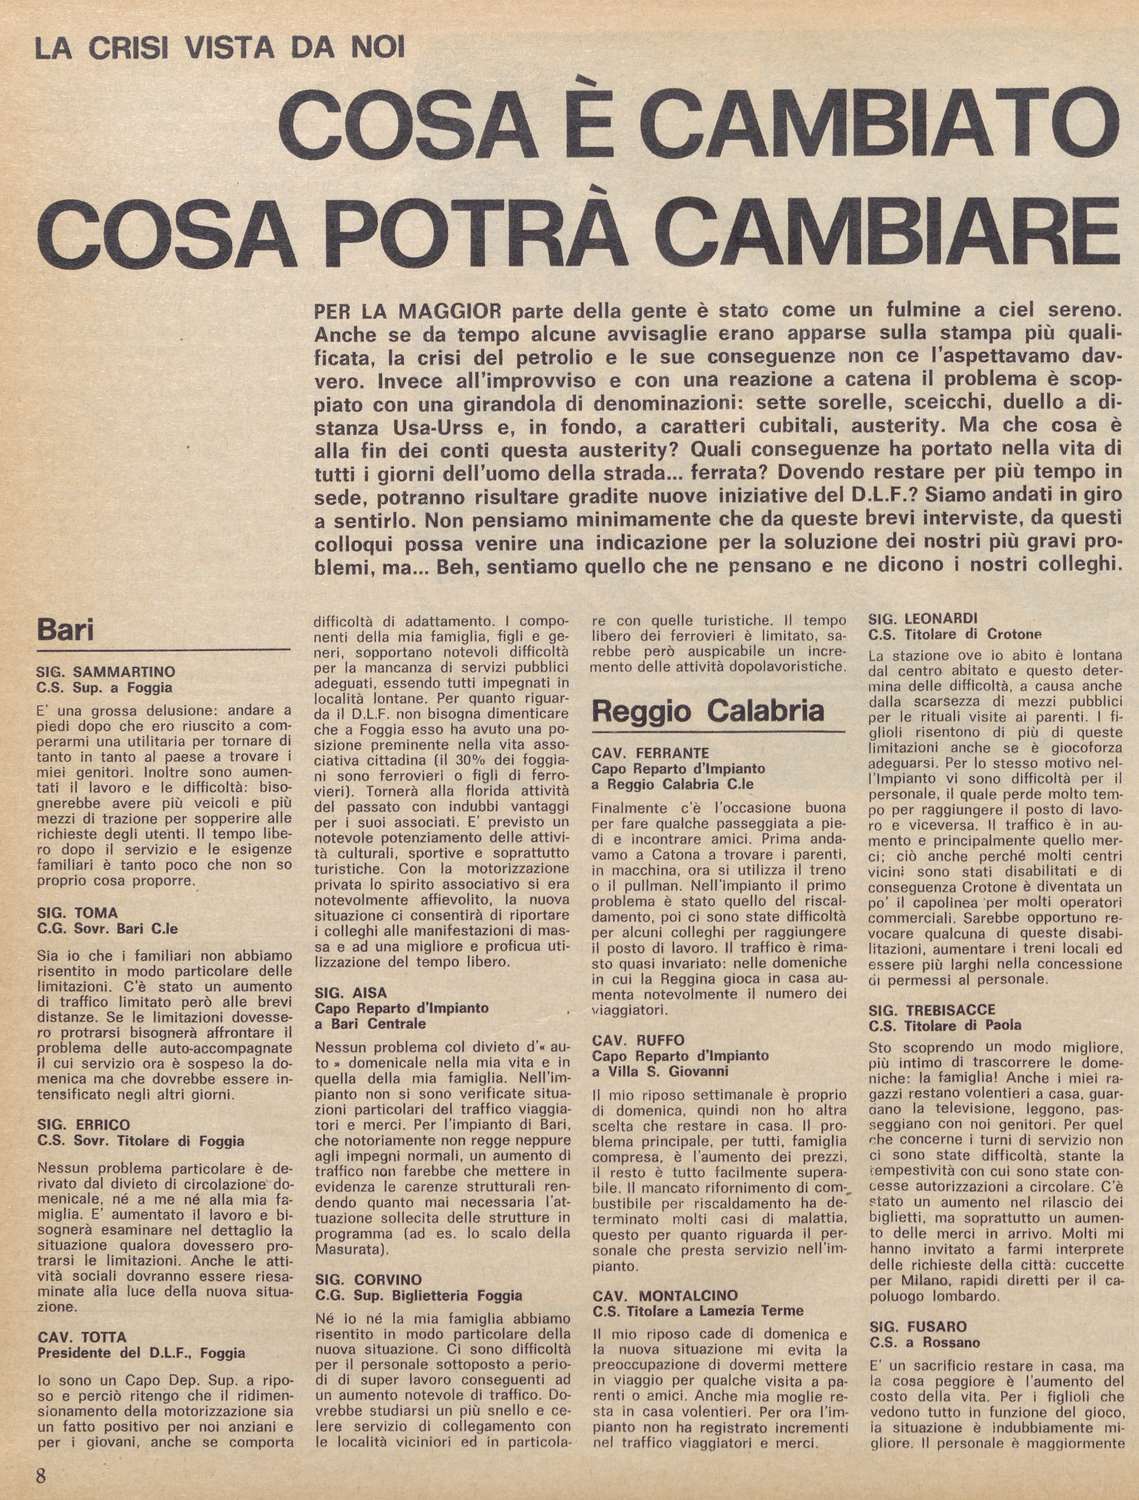 LA CRISI VISTA DA NOI
COSA È CAMBIATO
COSA POTRÀ CAMBIARE
PER LA MAGGIOR parte della gente è stato come un fulmine a ciel sereno.
Anche se da tempo alcune avvisaglie erano apparse sulla stampa più quali-
ficata, la crisi del petrolio e le sue conseguenze non ce l'aspettavamo dav-
vero. Invece all'improvviso e con una reazione a catena il problema è scop-
piato con una girandola di denominazioni: sette sorelle, sceicchi, duello a di-
stanza Usa-Urss e, in fondo, a caratteri cubitali, austerity. Ma che cosa è
alla fin dei conti questa austerity? Quali conseguenze ha portato nella vita di
tutti i giorni dell'uomo della strada... ferrata? Dovendo restare per più tempo in
sede, potranno risultare gradite nuove iniziative del D.L.F.? Siamo andati in giro
a sentirlo. Non pensiamo minimamente che da queste brevi interviste, da questi
colloqui possa venire una indicazione per la soluzione dei nostri più gravi pro-
blemi, ma... Beh, sentiamo quello che ne pensano e ne dicono i nostri colleghi.
Bari
SIG. SAMMARTINO
C.S. Sup. a Foggia
E' una grossa delusione: andare a
piedi dopo che ero riuscito a com-
perarmi una utilitaria per tornare di
tanto in tanto al paese a trovare i
miei genitori. Inoltre sono aumen-
tati il lavoro e le difficoltà: biso-
gnerebbe avere più veicoli e più
mezzi di trazione per sopperire alle
richieste degli utenti. Il tempo libe-
ro dopo il servizio e le esigenze
familiari è tanto poco che non so
proprio cosa proporre.
SIG. TOMA
C.G. Sovr. Bari C.le
Sia io che i familiari non abbiamo
risentito in modo particolare delle
limitazioni. C'è stato un aumento
di traffico limitato però alle brevi
distanze. Se le limitazioni dovesse-
ro protrarsi bisognerà affrontare il
problema delle auto-accompagnate
il cui servizio ora è sospeso la do-
menica ma che dovrebbe essere in-
tensificato negli altri giorni.
SIG. ERRICO
C.S. Sovr. Titolare di Foggia
Nessun problema particolare è de-
rivato dal divieto di circolazione do-
menicale, né a me né alla mia fa-
miglia. E' aumentato il lavoro e bi-
sognerà esaminare nel dettaglio la
situazione qualora dovessero pro-
trarsi le limitazioni. Anche le atti-
vità sociali dovranno essere riesa-
minate alla luce della nuova situa-
zione.
CAV. TOTTA
Presidente del D.L.F., Foggia
Io sono un Capo Dep. Sup. a ripo-
so e perciò ritengo che il ridimen-
sionamento della motorizzazione sia
un fatto positivo per noi anziani e
per i giovani, anche se comporta
difficoltà di adattamento. I compo-
nenti della mia famiglia, figli e ge-
neri, sopportano notevoli difficoltà
per la mancanza di servizi pubblici
adeguati, essendo tutti impegnati in
località lontane. Per quanto riguar-
da il D.L.F. non bisogna dimenticare
che a Foggia esso ha avuto una po-
sizione preminente nella vita asso-
ciativa cittadina (il 30% dei foggia-
ni sono ferrovieri o figli di ferro-
vieri). Tornerà alla florida attività
del passato con indubbi vantaggi
per i suoi associati. E' previsto un
notevole potenziamento delle attivi-
tà culturali, sportive e soprattutto
turistiche. Con la motorizzazione
privata lo spirito associativo si era
notevolmente affievolito, la nuova
situazione ci consentirà di riportare
i colleghi alle manifestazioni di mas-
sa e ad una migliore e proficua uti-
lizzazione del tempo libero.
SIG. AISA
Capo Reparto d'Impianto
a Bari Centrale
Nessun problema col divieto d'« au-
to » domenicale nella mia vita e in
quella della mia famiglia. Nell'im-
pianto non si sono verificate situa-
zioni particolari del traffico viaggia-
tori e merci. Per l'impianto di Bari,
che notoriamente non regge neppure
agli impegni normali, un aumento di
traffico non farebbe che mettere in
evidenza le carenze strutturali ren-
dendo quanto mai necessaria l'at-
tuazione sollecita delle strutture in
programma (ad es. lo scalo della
Masurata).
SIG. CORVINO
C.G. Sup. Biglietteria Foggia
Né io né la mia famiglia abbiamo
risentito in modo particolare della
nuova situazione. Ci sono difficoltà
per il personale sottoposto a perio-
di di super lavoro conseguenti ad
un aumento notevole di traffico. Do-
vrebbe studiarsi un più snello e ce-
lere servizio di collegamento con
le località viciniori ed in particola-
re con quelle turistiche. Il tempo
libero dei ferrovieri è limitato, sa-
rebbe però auspicabile un incre-
mento delle attività dopolavoristiche.
Reggio Calabria
CAV. FERRANTE
Capo Reparto d'Impianto
a Reggio Calabria C.le
Finalmente c'è l'occasione buona
per fare qualche passeggiata a pie-
di e incontrare amici. Prima anda-
vamo a Catona a trovare i parenti,
in macchina, ora si utilizza il treno
o il pullman. Nell'impianto il primo
problema è stato quello del riscal-
damento, poi ci sono state difficoltà
per alcuni colleghi per raggiungere
il posto di lavoro. Il traffico è rima-
sto quasi invariato: nelle domeniche
in cui la Reggina gioca in casa au-
menta notevolmente il numero dei
viaggiatori.
CAV. RUFFO
Capo Reparto d'Impianto
a Villa S. Giovanni
Il mio riposo settimanale è proprio
di domenica, quindi non ho altra
scelta che restare in casa. Il pro-
blema principale, per tutti, famiglia
compresa, è l'aumento dei prezzi,
il resto è tutto facilmente supera-
bile. Il mancato rifornimento di com-
bustibile per riscaldamento ha de-
terminato molti casi di malattia,
questo per quanto riguarda il per-
sonale che presta servizio nell'im-
pianto.
CAV. MONTALCINO
C.S. Titolare a Lamezia Terme
Il mio riposo cade di domenica e
la nuova situazione mi evita la
preoccupazione di dovermi mettere
in viaggio per qualche visita a pa-
renti o amici. Anche mia moglie re-
sta in casa volentieri. Per ora l'im-
pianto non ha registrato incrementi
nel traffico viaggiatori e merci.
SIG. LEONARDI
C.S. Titolare di Crotone
La stazione ove io abito è lontana
dal centro abitato e questo deter-
mina delle difficoltà, a causa anche
dalla scarsezza di mezzi pubblici
per le rituali visite ai parenti. I fi-
glioli risentono di più di queste
limitazioni anche se è giocoforza
adeguarsi. Per lo stesso motivo nel-
l'Impianto vi sono difficoltà per il
personale, il quale perde molto tem-
po per raggiungere il posto di lavo-
ro e viceversa. Il traffico è in au-
mento e principalmente quello mer-
ci; ciò anche perché molti centri
vicini sono stati disabilitati e di
conseguenza Crotone è diventata un
po' il capolinea per molti operatori
commerciali. Sarebbe opportuno re-
vocare qualcuna di queste disabi-
litazioni, aumentare i treni locali ed
essere più larghi nella concessione
di permessi al personale.
SIG. TREBISACCE
C.S. Titolare di Paola
Sto scoprendo un modo migliore,
più intimo di trascorrere le dome-
niche: la famiglia! Anche i miei ra-
gazzi restano volentieri a casa, guar-
dano la televisione, leggono, pas-
seggiano con noi genitori. Per quel
che concerne i turni di servizio non
ci sono state difficoltà, stante la
tempestività con cui sono state con-
cesse autorizzazioni a circolare. C'è
stato un aumento nel rilascio dei
biglietti, ma soprattutto un aumen-
to delle merci in arrivo. Molti mi
hanno invitato a farmi interprete
delle richieste della città: cuccette
per Milano, rapidi diretti per il ca-
poluogo lombardo.
SIG. FUSARO
C.S. a Rossano
E' un sacrificio restare in casa, ma
la cosa peggiore è l'aumento del
costo della vita. Per i figlioli che
vedono tutto in funzione del gioco,
la situazione è indubbiamente mi-
gliore. Il personale è maggiormente
8